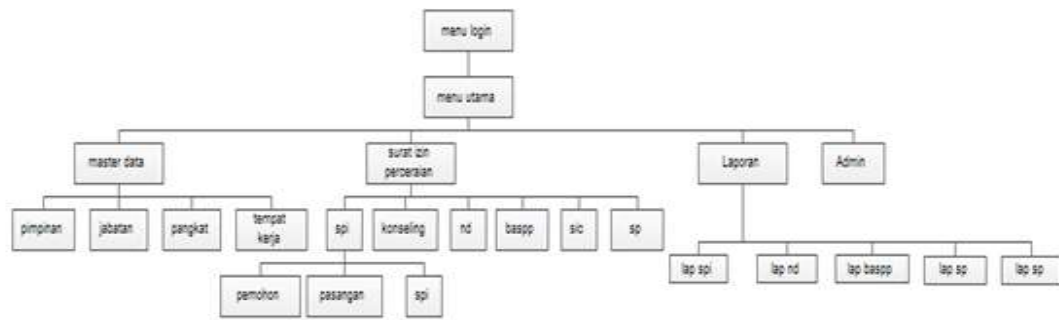 menu login
menu utama
master data
surat izin
perceraian
Laporan
Admin
pimpinan
jabatan
pangkat
tempat
kerja
spi
konseling
nd
baspp
sic
sp
lap spi
lap nd
lap baspp
lap sp
lap sp
pemohon
pasangan
spi